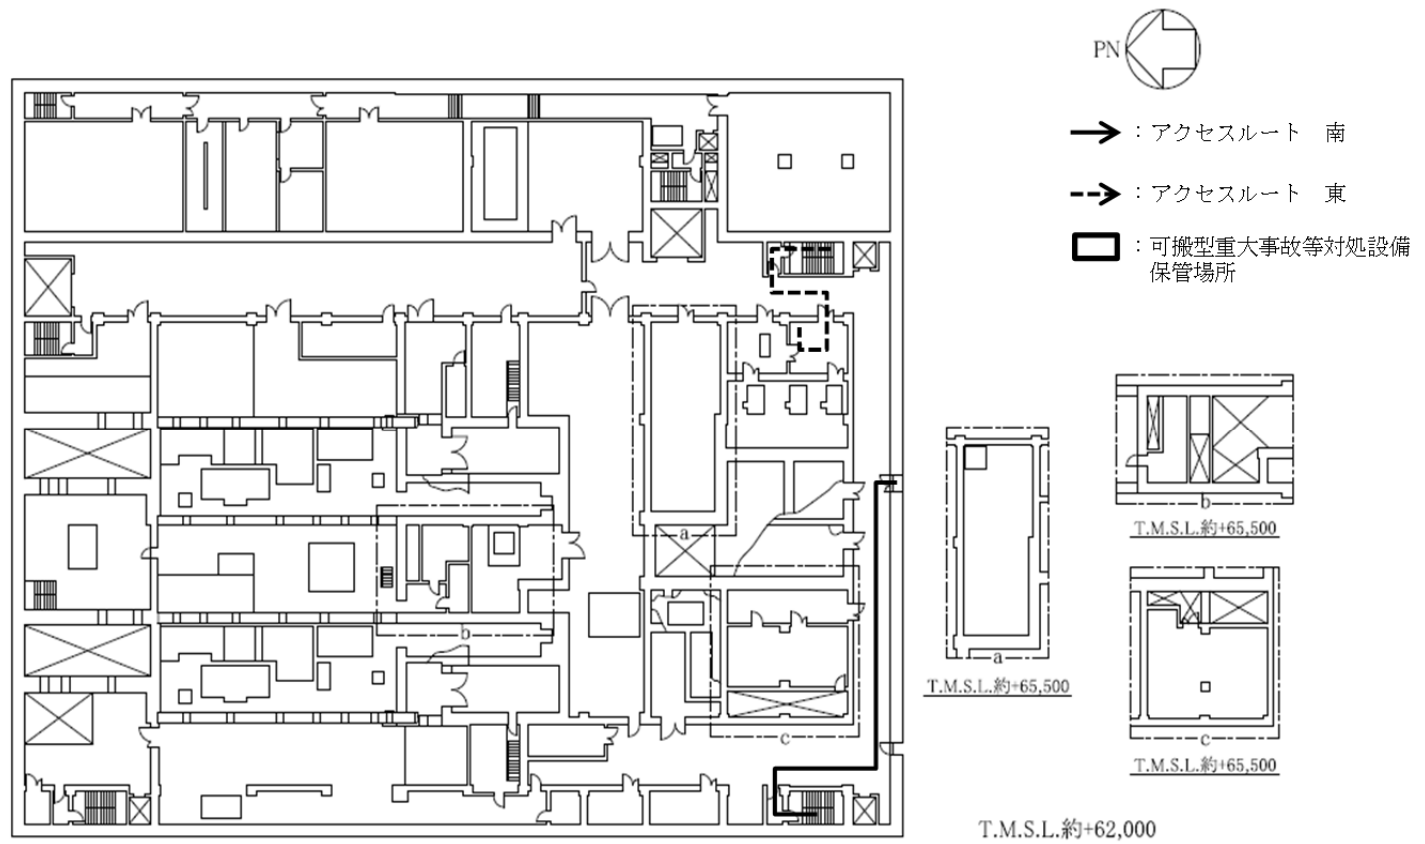 PN
：アクセスルート　南
：アクセスルート　東
：可搬型重大事故等対処設備
保管場所
a
b
c
a
T.M.S.L.約+65,500
b
T.M.S.L.約+65,500
c
T.M.S.L.約+65,500
T.M.S.L.約+62,000